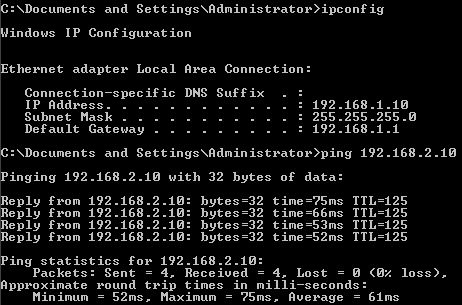 C:\Documents and Settings\Administrator>ipconfig
Windows IP Configuration
Ethernet adapter Local Area Connection:
Connection-specific DNS Suffix . :
IP Address. . . . . . . . . . . . : 192.168.1.10
Subnet Mask . . . . . . . . . . . : 255.255.255.0
Default Gateway . . . . . . . . . : 192.168.1.1
C:\Documents and Settings\Administrator>ping 192.168.2.10
Pinging 192.168.2.10 with 32 bytes of data:
Reply from 192.168.2.10: bytes=32 time=75ms TTL=125
Reply from 192.168.2.10: bytes=32 time=66ms TTL=125
Reply from 192.168.2.10: bytes=32 time=53ms TTL=125
Reply from 192.168.2.10: bytes=32 time=52ms TTL=125
Ping statistics for 192.168.2.10:
Packets: Sent = 4, Received = 4, Lost = 0 (0% loss),
Approximate round trip times in milli-seconds:
Minimum = 52ms, Maximum = 75ms, Average = 61ms